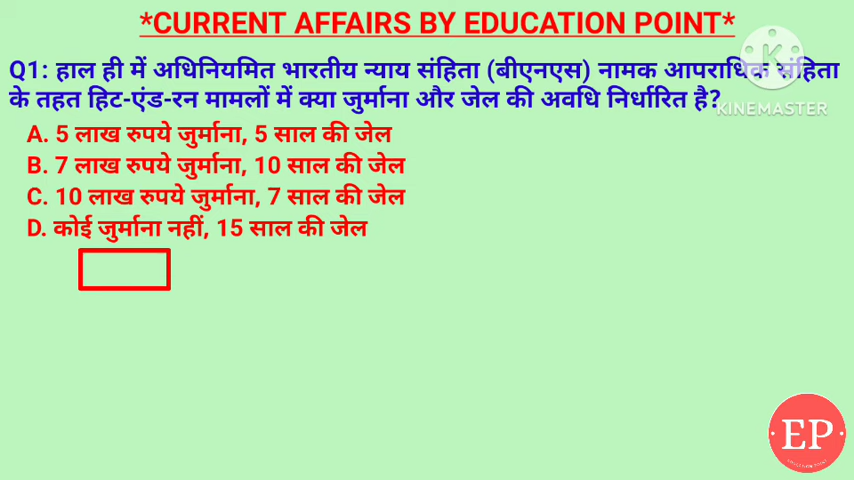 *CURRENT AFFAIRS BY EDUCATION POINT*
Q1: हाल ही में अधिनियमित भारतीय न्याय संहिता (बीएनएस) नामक आपराधिक संहिता
के तहत हिट-एंड-रन मामलों में क्या जुर्माना और जेल की अवधि निर्धारित है?
KINEMASTER
A. 5 लाख रुपये जुर्माना, 5 साल की जेल
B. 7 लाख रुपये जुर्माना, 10 साल की जेल
C. 10 लाख रुपये जुर्माना, 7 साल की जेल
D. कोई जुर्माना नहीं, 15 साल की जेल
EP